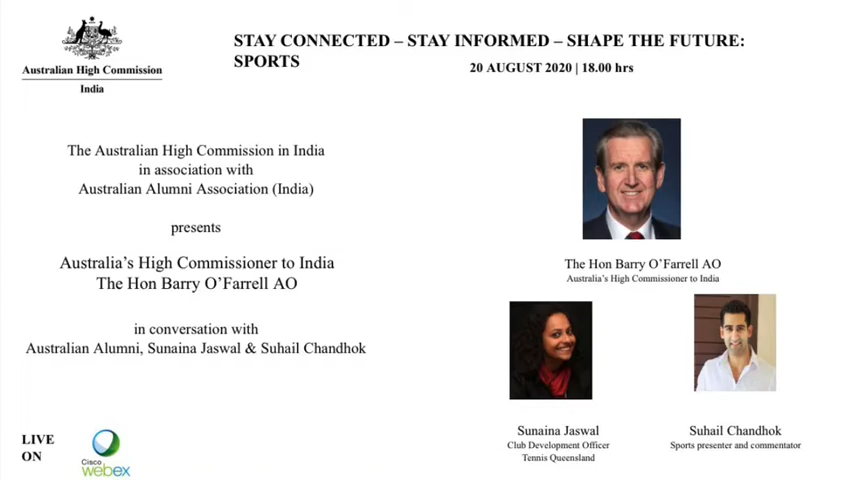 Australian High Commission
India
STAY CONNECTED – STAY INFORMED – SHAPE THE FUTURE:
SPORTS
20 AUGUST 2020 | 18.00 hrs
The Australian High Commission in India
in association with
Australian Alumni Association (India)
presents
Australia's High Commissioner to India
The Hon Barry O'Farrell AO
in conversation with
Australian Alumni, Sunaina Jaswal & Suhail Chandhok
The Hon Barry O'Farrell AO
Australia's High Commissioner to India
Sunaina Jaswal
Club Development Officer
Tennis Queensland
Suhail Chandhok
Sports presenter and commentator
LIVE
ON
Cisco
webex